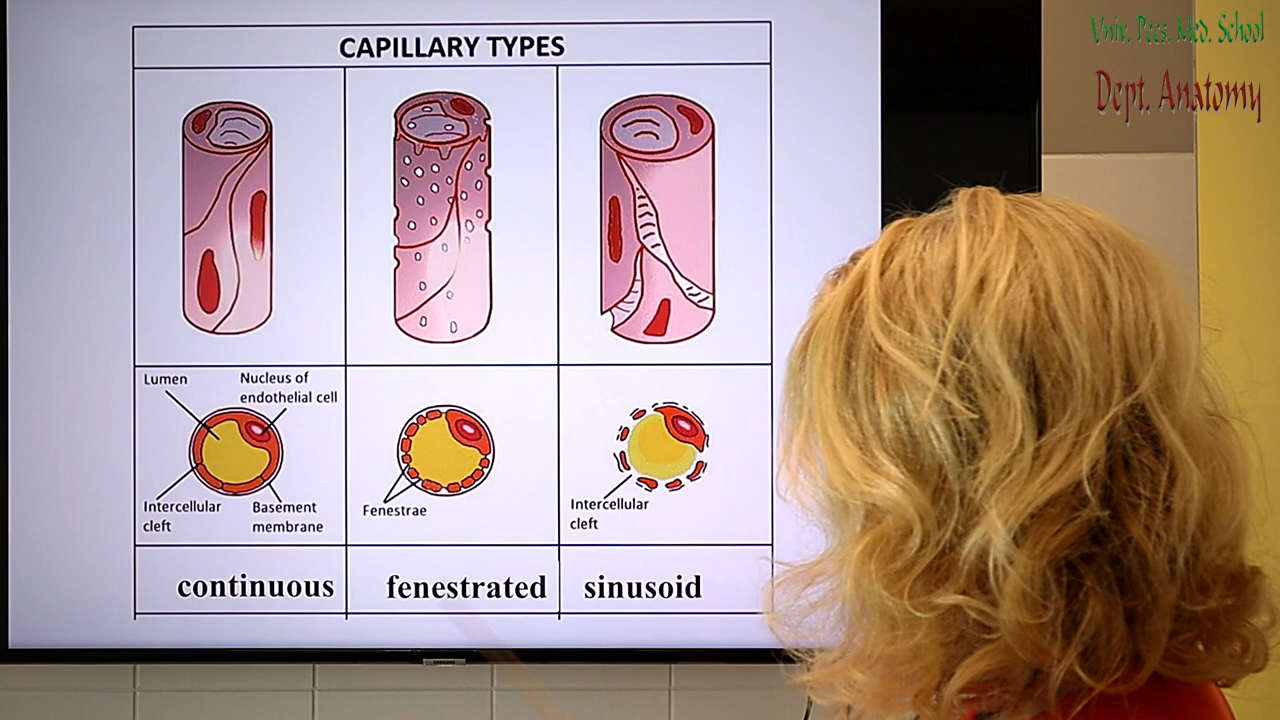 Univ. Pecs. Med. School
Dept. Anatomy
CAPILLARY TYPES
Lumen
Nucleus of
endothelial cell
Intercellular
cleft
Basement
membrane
Fenestrae
Intercellular
cleft
continuous
fenestrated
sinusoid
SAMSUNG